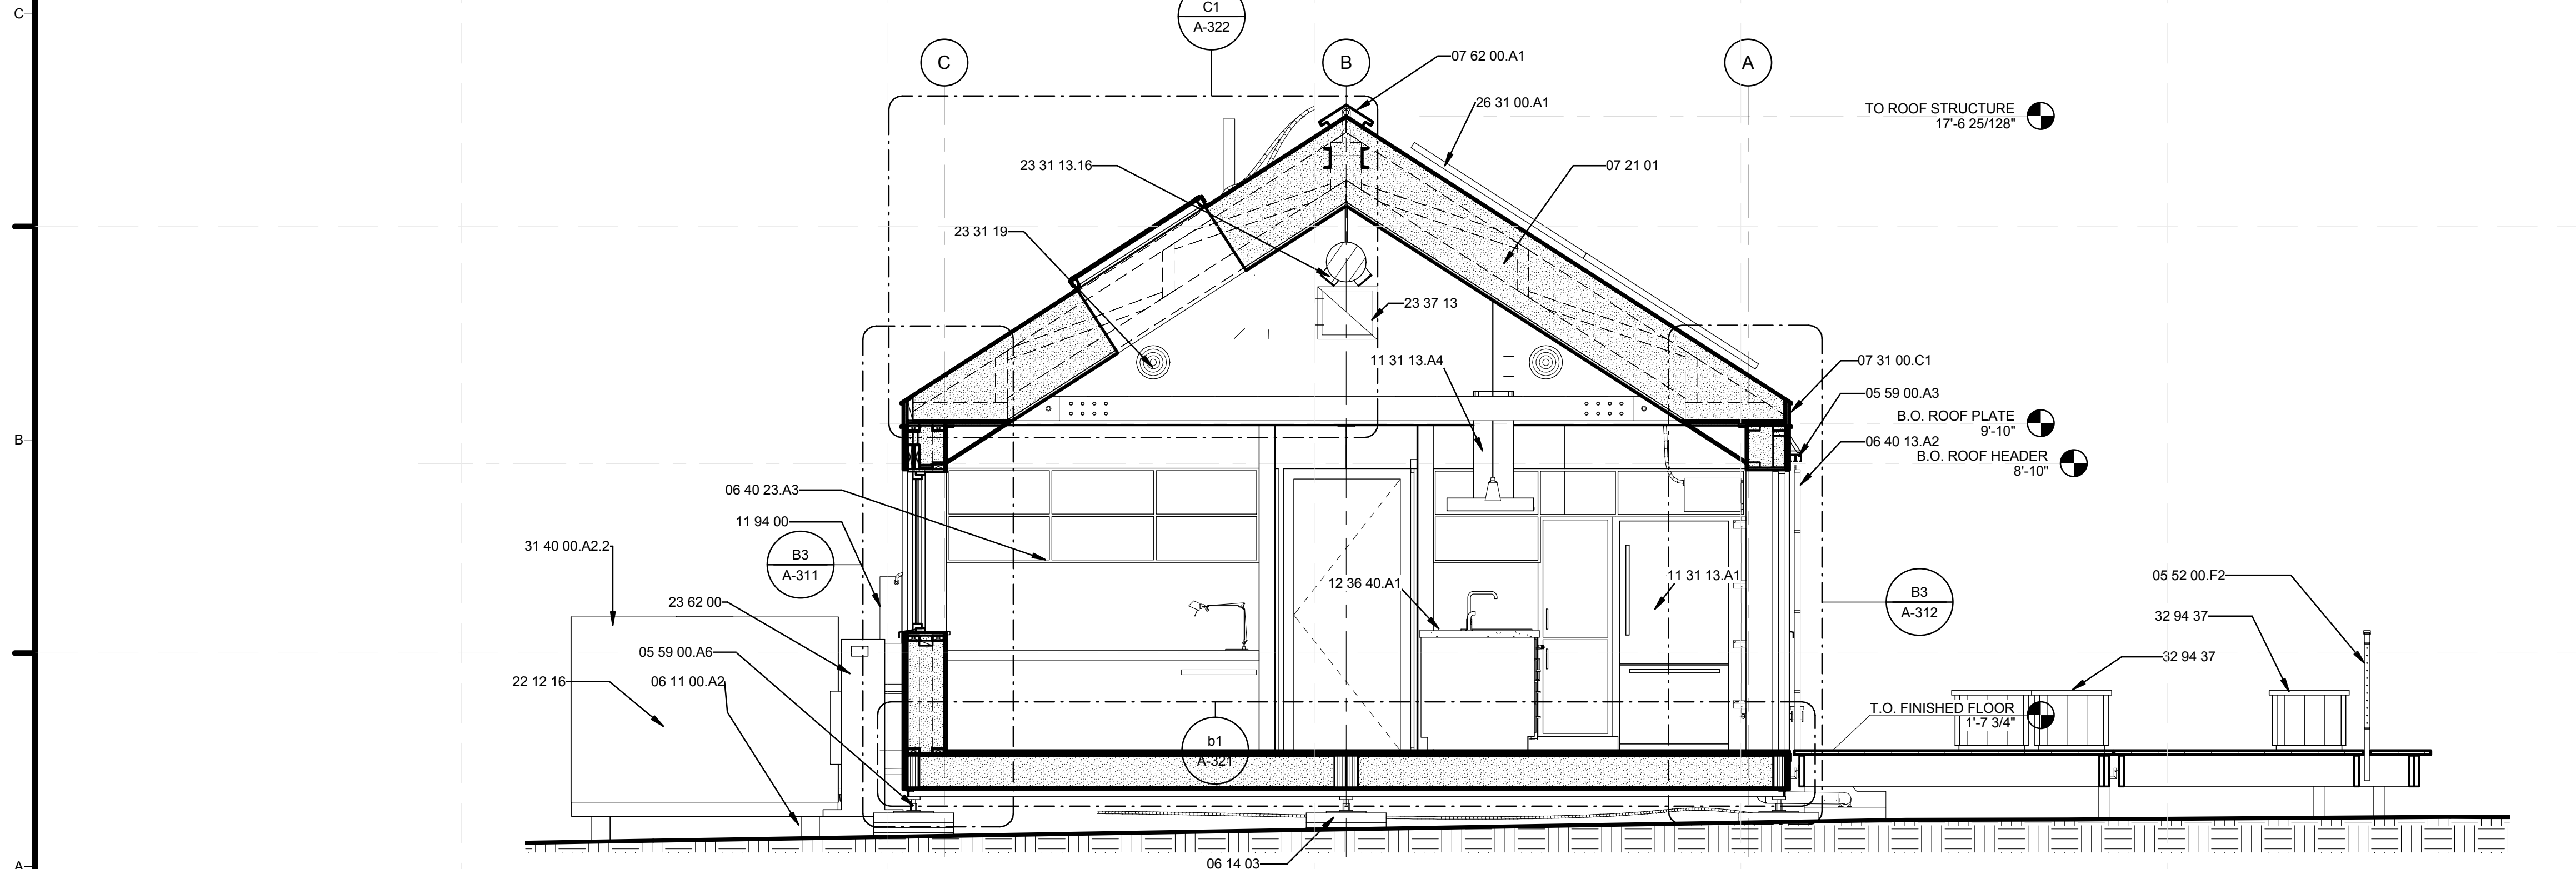 C
C1
A-322
C
B
A
07 62 00.A1
26 31 00.A1
TO ROOF STRUCTURE
17'-6 25/128"
23 31 13.16
07 21 01
23 31 19
23 37 13
11 31 13.A4
07 31 00.C1
05 59 00.A3
B.O. ROOF PLATE
9'-10"
B
06 40 13.A2
B.O. ROOF HEADER
8'-10"
06 40 23.A3
11 94 00
31 40 00.A2.2
B3
A-311
12 36 40.A1
11 31 13.A1
05 52 00.F2
23 62 00
B3
A-312
32 94 37
05 59 00.A6
32 94 37
22 12 16
06 11 00.A2
T.O. FINISHED FLOOR
1'-7 3/4"
b1
A-321
06 14 03
A